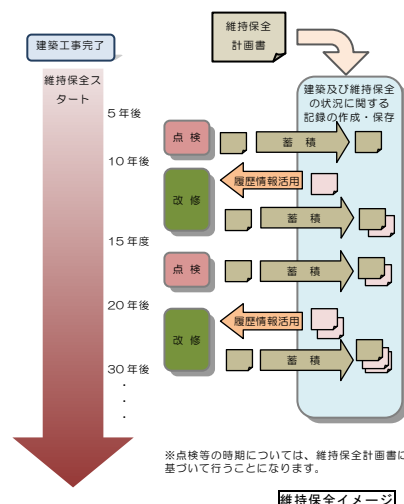 維持保全
計画書
建築工事完了
維持保全ス
タート
建築及び維持保全
の状況に関する
記録の作成・保存
5年後
点 検
蓄 積
10年後
履歴情報活用
改 修
蓄 積
15年度
点 検
蓄 積
20年後
履歴情報活用
改 修
蓄 積
30年後
・
・
・
※点検等の時期については、維持保全計画書に
基づいて行うことになります。
維持保全イメージ